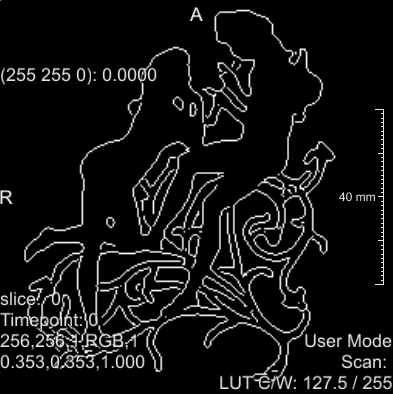 A
(255 255 0): 0.0000
R
40 mm
slice: 0
Timepoint: 0
256,256,1,RGB,1
0.353,0.353,1.000
User Mode
Scan:
LUT C/W: 127.5 / 255